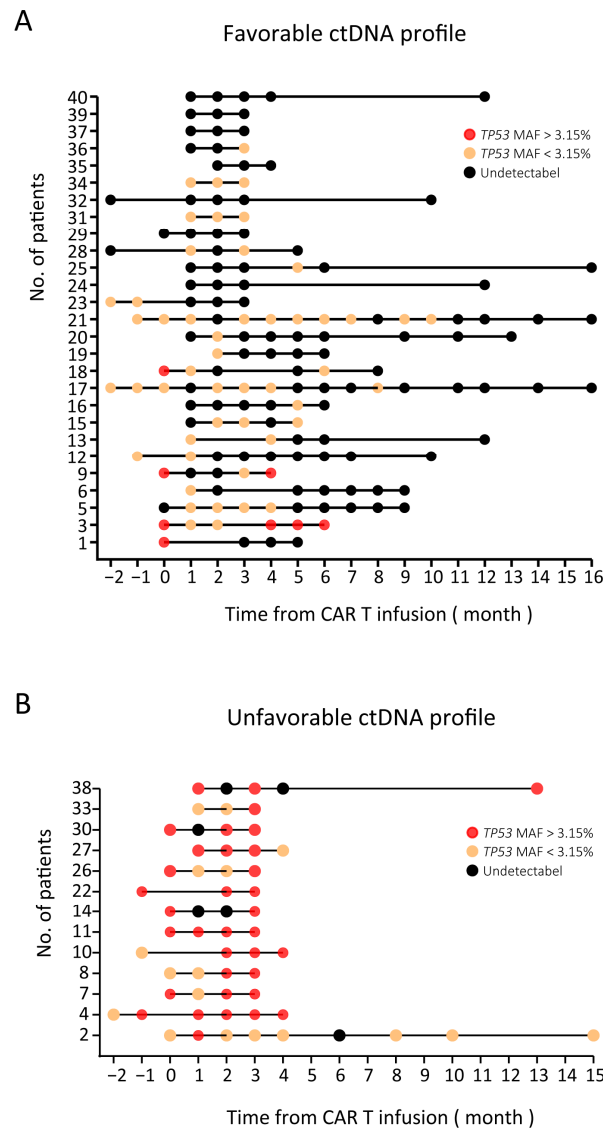 A
Favorable ctDNA profile
No. of patients
40
39
37
36
35
34
32
31
29
28
25
24
23
21
20
19
18
17
16
15
13
12
9
6
5
3
1
TP53 MAF > 3.15%
TP53 MAF < 3.15%
Undetectabel
−2 −1 0 1 2 3 4 5 6 7 8 9 10 11 12 13 14 15 16
Time from CAR T infusion ( month )
B
Unfavorable ctDNA profile
No. of patients
38
33
30
27
26
22
14
11
10
8
7
4
2
TP53 MAF > 3.15%
TP53 MAF < 3.15%
Undetectabel
−2 −1 0 1 2 3 4 5 6 7 8 9 10 11 12 13 14 15
Time from CAR T infusion ( month )